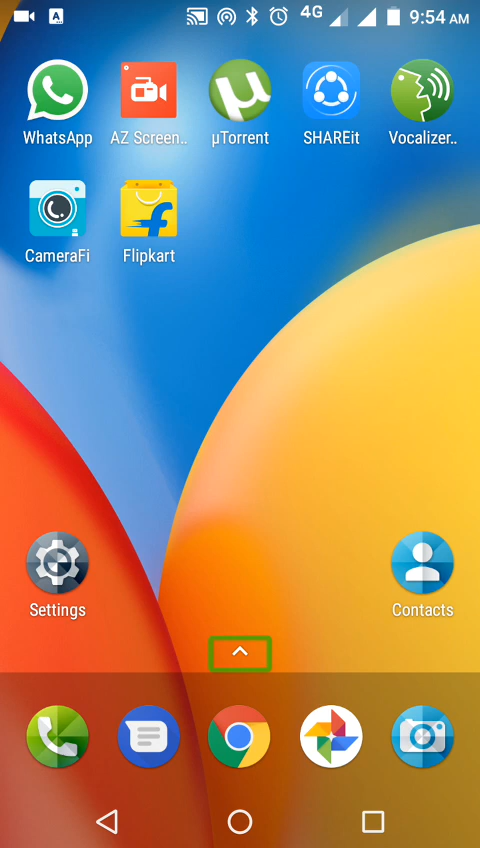 A
4G
9:54 AM
WhatsApp
AZ Screen..
µTorrent
SHAREit
Vocalizer..
CameraFi
Flipkart
Settings
Contacts